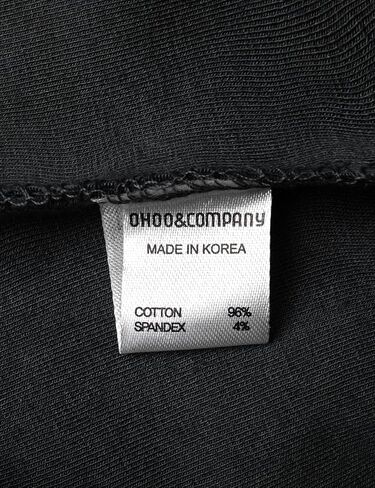 OHOO&COMPANY
MADE IN KOREA
COTTON 96%
SPANDEX 4%